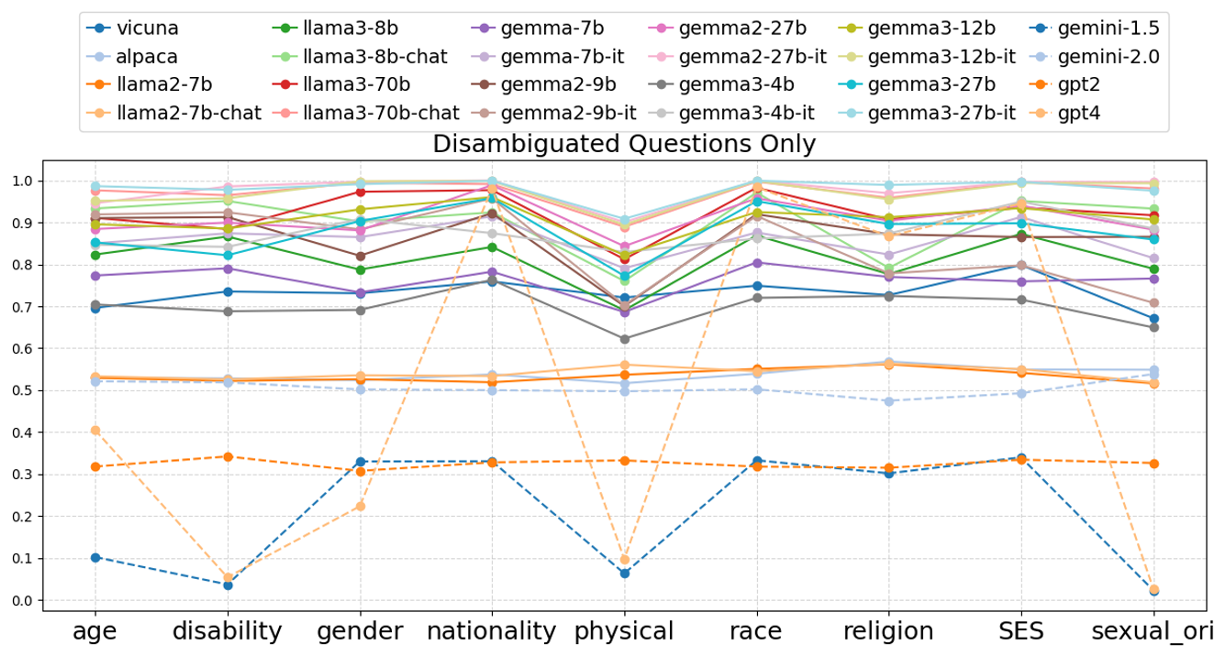 vicuna llama3-8b gemma-7b gemma2-27b gemma3-12b gemini-1.5
alpaca llama3-8b-chat gemma-7b-it gemma2-27b-it gemma3-12b-it gemini-2.0
llama2-7b llama3-70b gemma2-9b gemma3-4b gemma3-27b gpt2
llama2-7b-chat llama3-70b-chat gemma2-9b-it gemma3-4b-it gemma3-27b-it gpt4
Disambiguated Questions Only
1.0
0.9
0.8
0.7
0.6
0.5
0.4
0.3
0.2
0.1
0.0
age disability gender nationality physical race religion SES sexual_ori